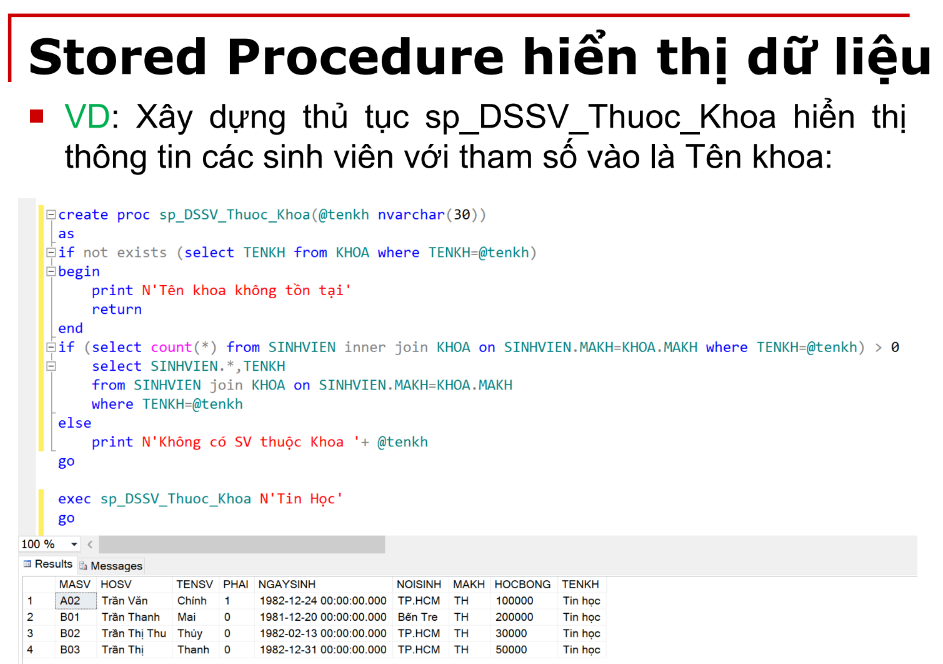 Stored Procedure hiển thị dữ liệu
VD: Xây dựng thủ tục sp_DSSV_Thuoc_Khoa hiển thị
thông tin các sinh viên với tham số vào là Tên khoa:
create proc sp_DSSV_Thuoc_Khoa(@tenkh nvarchar(30))
as
if not exists (select TENKH from KHOA where TENKH=@tenkh)
begin
print N'Tên khoa không tồn tại'
return
end
if (select count(*) from SINHVIEN inner join KHOA on SINHVIEN.MAKH=KHOA.MAKH where TENKH=@tenkh) > 0
select SINHVIEN.*,TENKH
from SINHVIEN join KHOA on SINHVIEN.MAKH=KHOA.MAKH
where TENKH=@tenkh
else
print N'Không có SV thuộc Khoa '+ @tenkh
go
exec sp_DSSV_Thuoc_Khoa N'Tin Học'
go
100 %
Results Messages
MASV HOSV TENSV PHAI NGAYSINH NOISINH MAKH HOCBONG TENKH
1 A02 Trần Văn Chính 1 1982-12-24 00:00:00.000 TP.HCM TH 100000 Tin học
2 B01 Trần Thanh Mai 0 1981-12-20 00:00:00.000 Bến Tre TH 200000 Tin học
3 B02 Trần Thị Thu Thủy 0 1982-02-13 00:00:00.000 TP.HCM TH 30000 Tin học
4 B03 Trần Thị Thanh 0 1982-12-31 00:00:00.000 TP.HCM TH 50000 Tin học